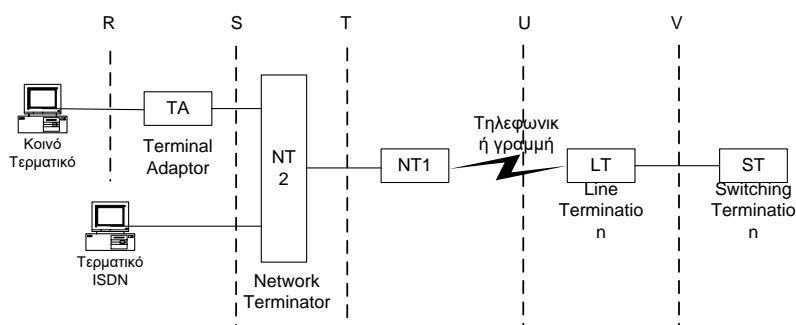 R S T U V
Κοινό
Τερματικό
TA
Terminal
Adaptor
Τερματικό
ISDN
NT
2
Network
Terminator
NT1
Τηλεφωνικ
ή γραμμή
LT
Line
Terminatio
n
ST
Switching
Terminatio
n